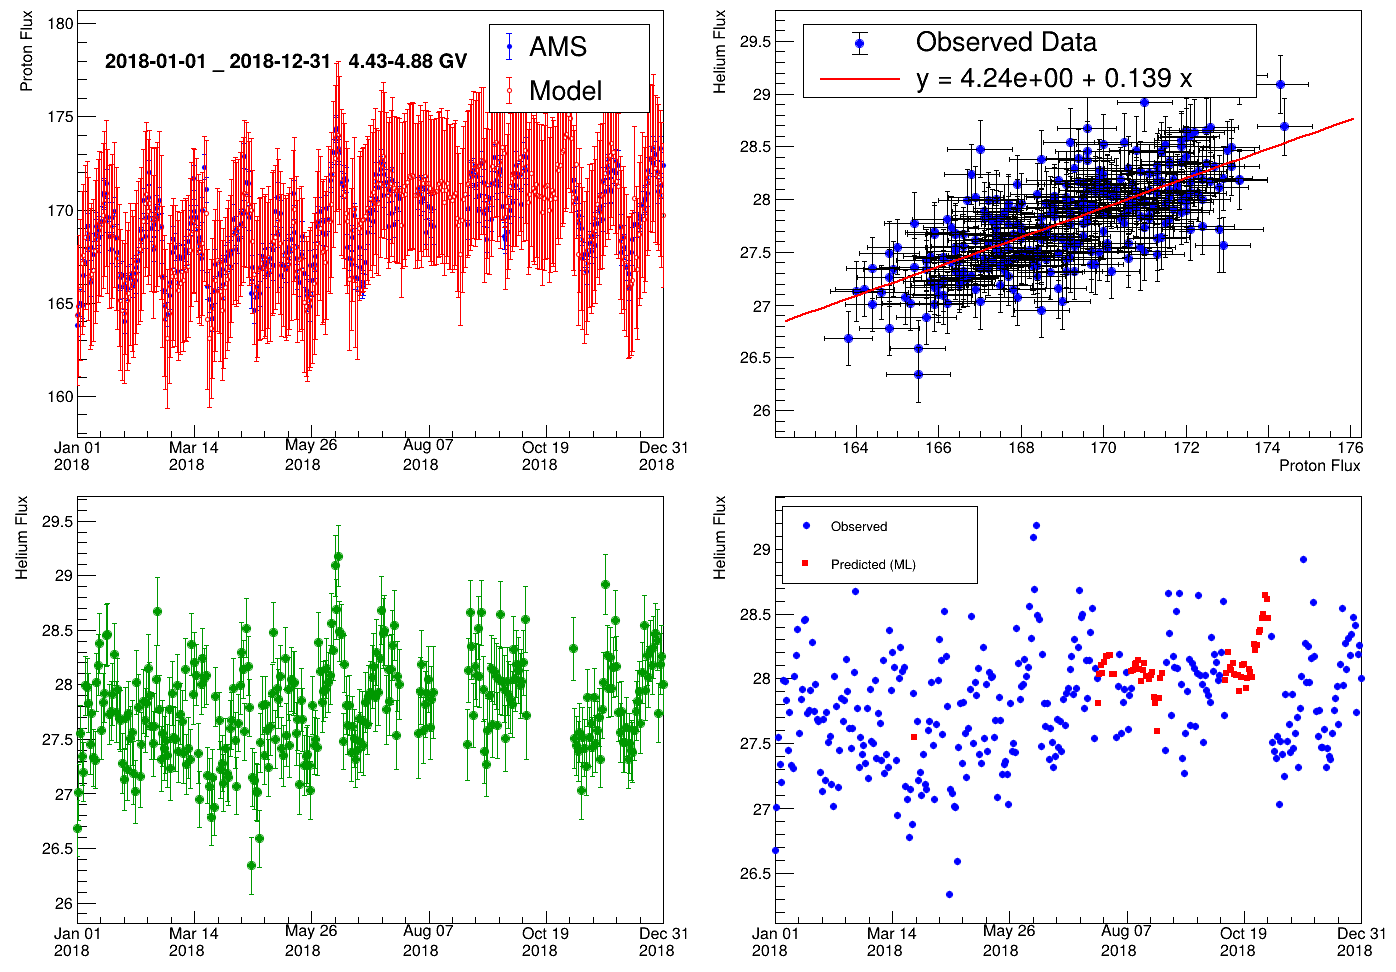 Proton Flux
180
175
170
165
160
2018-01-01 _ 2018-12-31 4.43-4.88 GV
AMS
Model
Jan 01 2018
Mar 14 2018
May 26 2018
Aug 07 2018
Oct 19 2018
Dec 31 2018
Helium Flux
29.5
29
28.5
28
27.5
27
26.5
26
Observed Data
y = 4.24e+00 + 0.139 x
164
166
168
170
172
174
176
Proton Flux
Helium Flux
29.5
29
28.5
28
27.5
27
26.5
26
Jan 01 2018
Mar 14 2018
May 26 2018
Aug 07 2018
Oct 19 2018
Dec 31 2018
Helium Flux
29
28.5
28
27.5
27
26.5
Observed
Predicted (ML)
Jan 01 2018
Mar 14 2018
May 26 2018
Aug 07 2018
Oct 19 2018
Dec 31 2018